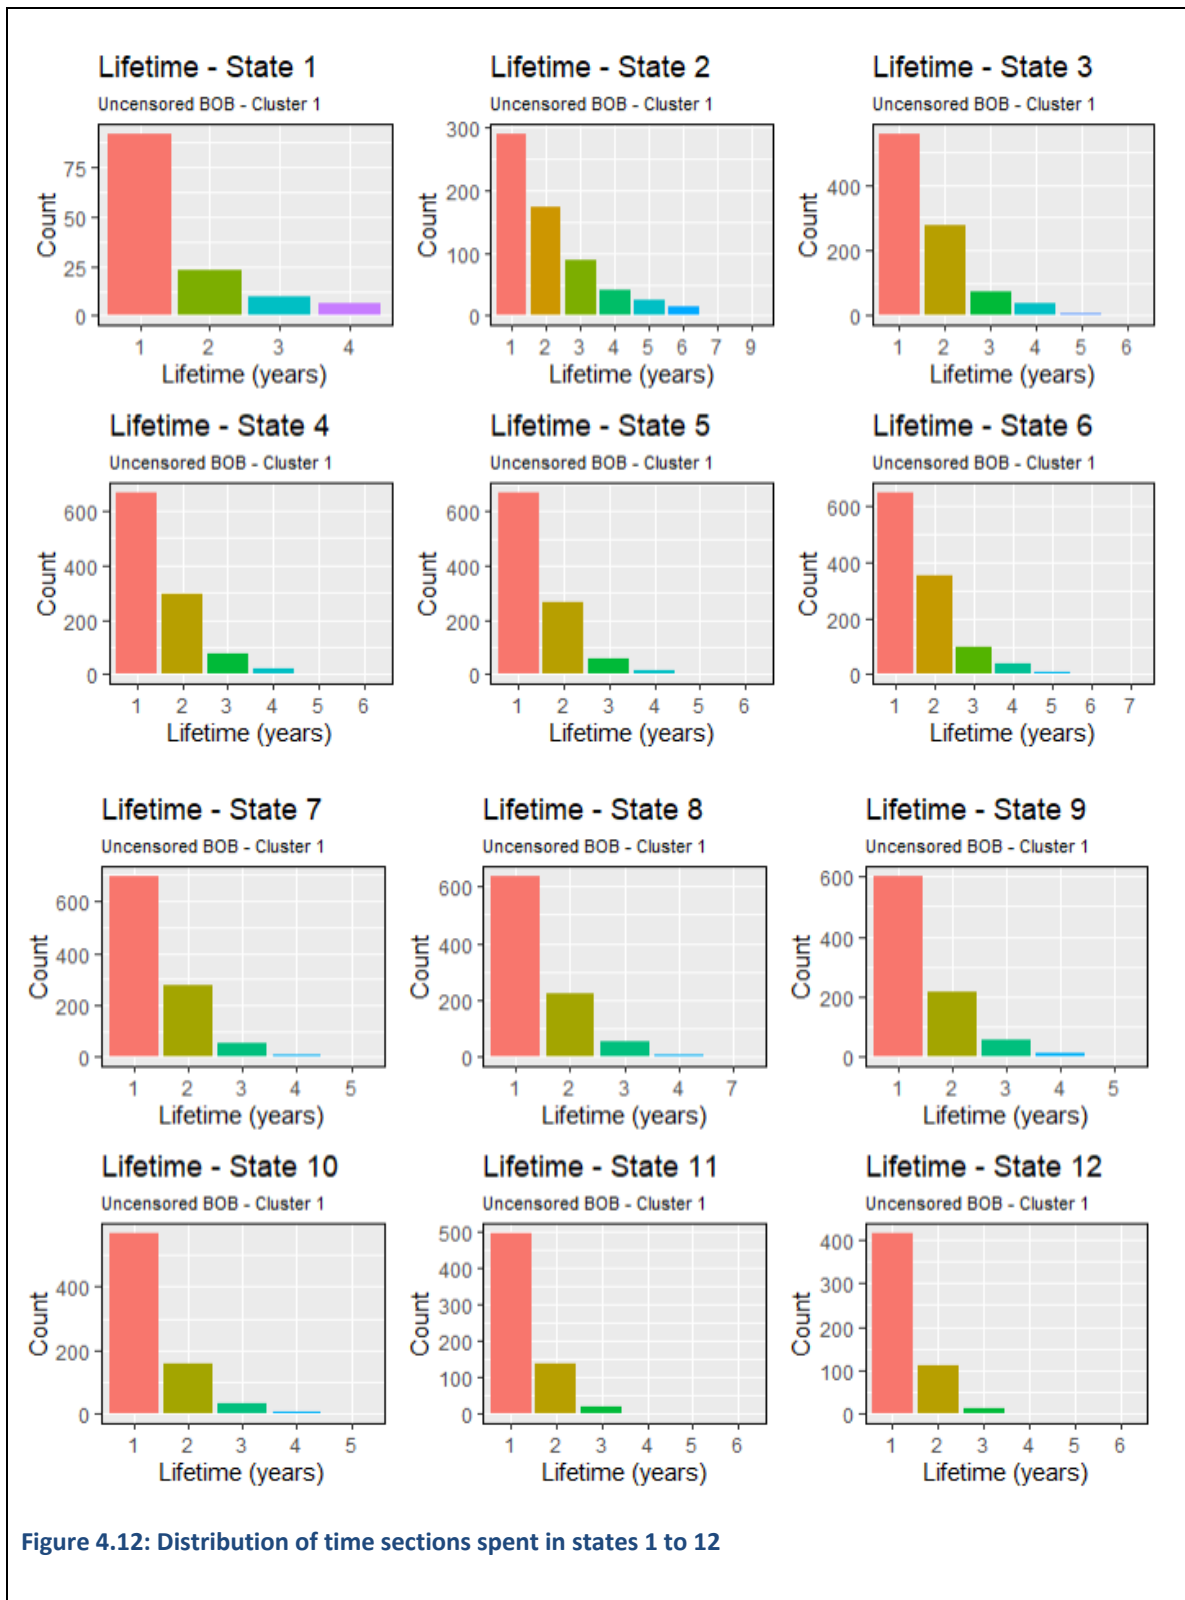 Lifetime - State 1
Uncensored BOB - Cluster 1
75
50
25
0
Count
1 2 3 4
Lifetime (years)
Lifetime - State 2
Uncensored BOB - Cluster 1
300
200
100
0
Count
1 2 3 4 5 6 7 9
Lifetime (years)
Lifetime - State 3
Uncensored BOB - Cluster 1
400
200
0
Count
1 2 3 4 5 6
Lifetime (years)
Lifetime - State 4
Uncensored BOB - Cluster 1
600
400
200
0
Count
1 2 3 4 5 6
Lifetime (years)
Lifetime - State 5
Uncensored BOB - Cluster 1
600
400
200
0
Count
1 2 3 4 5 6
Lifetime (years)
Lifetime - State 6
Uncensored BOB - Cluster 1
600
400
200
0
Count
1 2 3 4 5 6 7
Lifetime (years)
Lifetime - State 7
Uncensored BOB - Cluster 1
600
400
200
0
Count
1 2 3 4 5
Lifetime (years)
Lifetime - State 8
Uncensored BOB - Cluster 1
600
400
200
0
Count
1 2 3 4 7
Lifetime (years)
Lifetime - State 9
Uncensored BOB - Cluster 1
600
400
200
0
Count
1 2 3 4 5
Lifetime (years)
Lifetime - State 10
Uncensored BOB - Cluster 1
400
200
0
Count
1 2 3 4 5
Lifetime (years)
Lifetime - State 11
Uncensored BOB - Cluster 1
500
400
300
200
100
0
Count
1 2 3 4 5 6
Lifetime (years)
Lifetime - State 12
Uncensored BOB - Cluster 1
400
300
200
100
0
Count
1 2 3 4 5 6
Lifetime (years)
Figure 4.12: Distribution of time sections spent in states 1 to 12